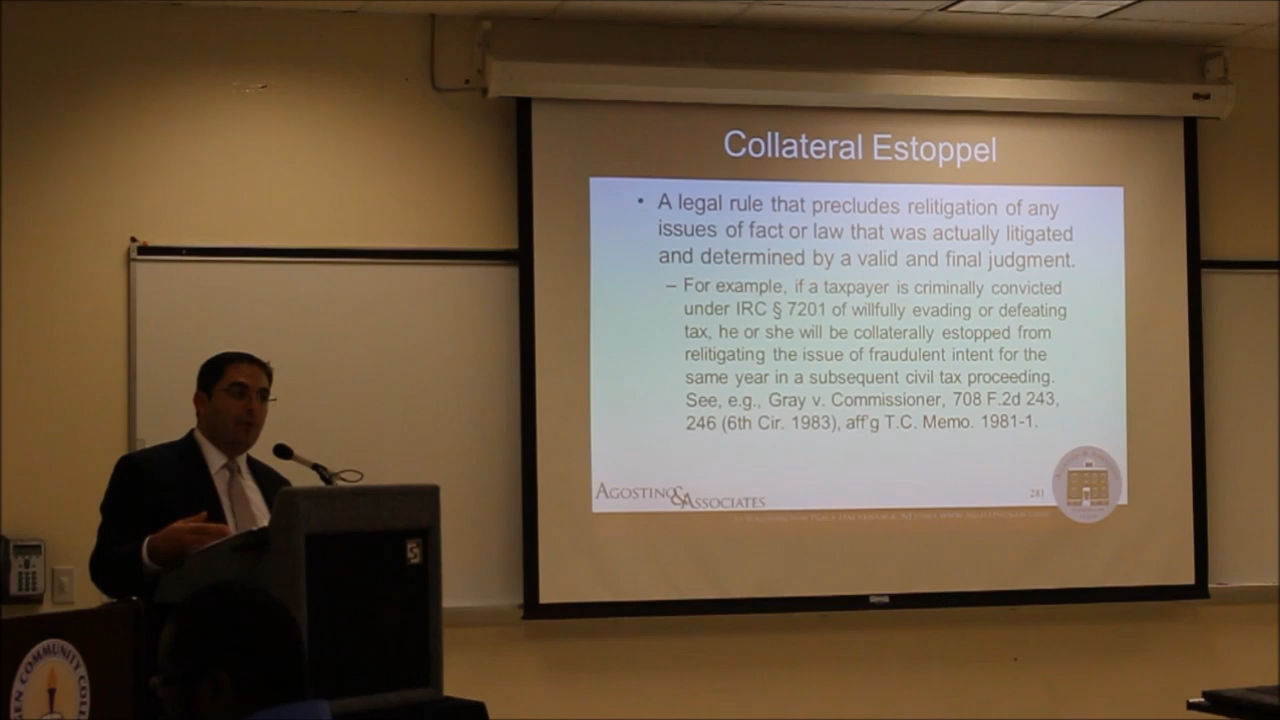 Collateral Estoppel
• A legal rule that precludes relitigation of any
issues of fact or law that was actually litigated
and determined by a valid and final judgment.
– For example, if a taxpayer is criminally convicted
under IRC § 7201 of willfully evading or defeating
tax, he or she will be collaterally estopped from
relitigating the issue of fraudulent intent for the
same year in a subsequent civil tax proceeding.
See, e.g., Gray v. Commissioner, 708 F.2d 243,
246 (6th Cir. 1983), aff'g T.C. Memo. 1981-1.
AGOSTINO & ASSOCIATES
281
EN COMMUNITY COLL